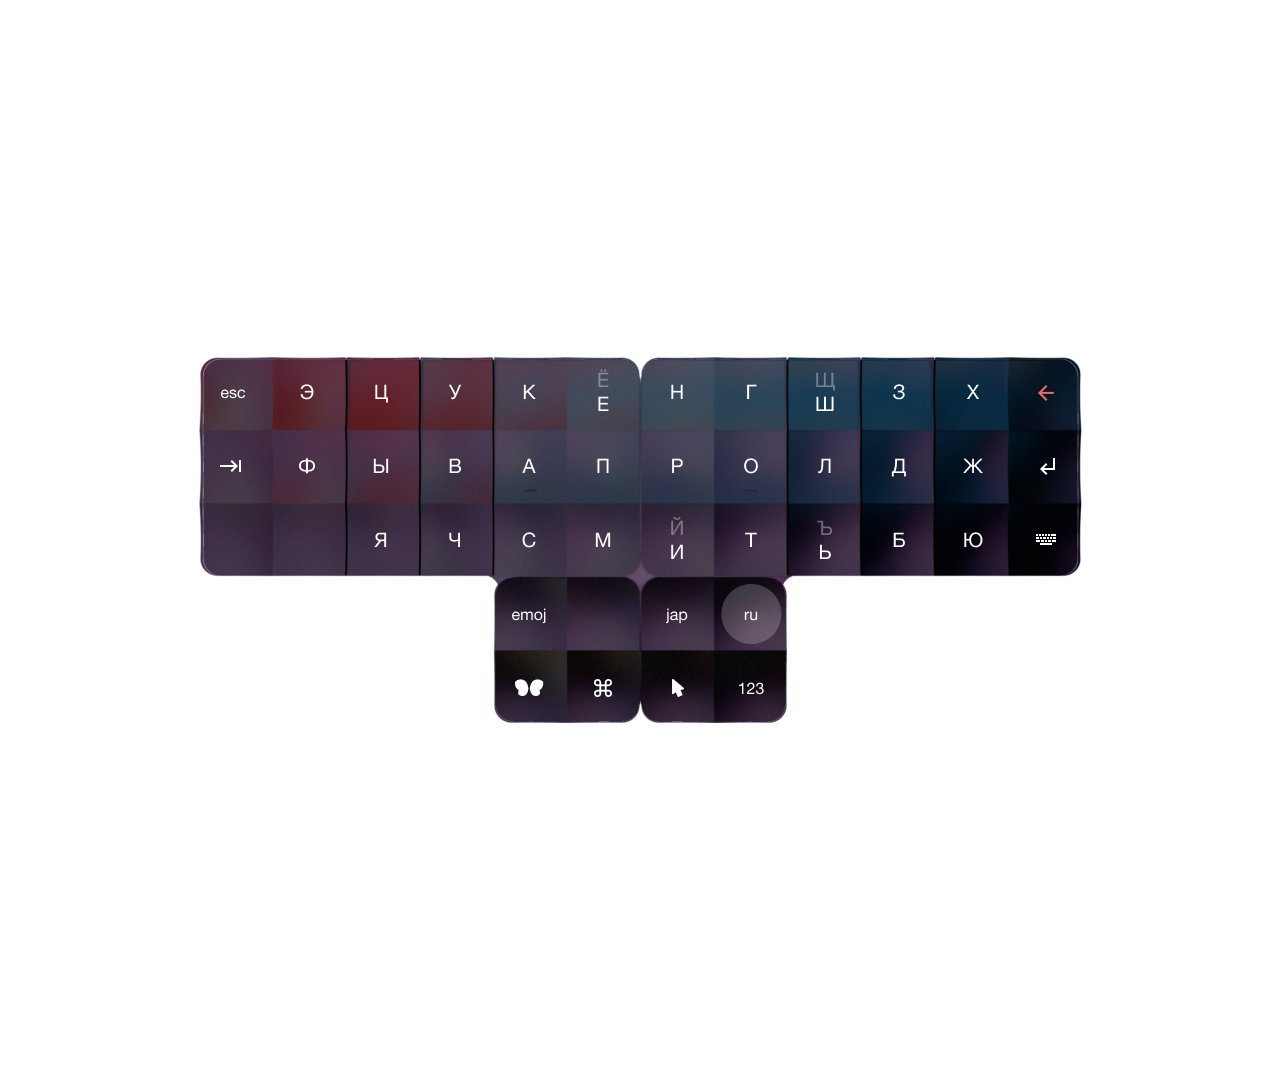 esc Э Ц У К Ё Е Н Г Щ Ш З Х
Ф Ы В А П Р О Л Д Ж
Я Ч С М Й И Т Ъ Ь Б Ю
emoj jap ru
123